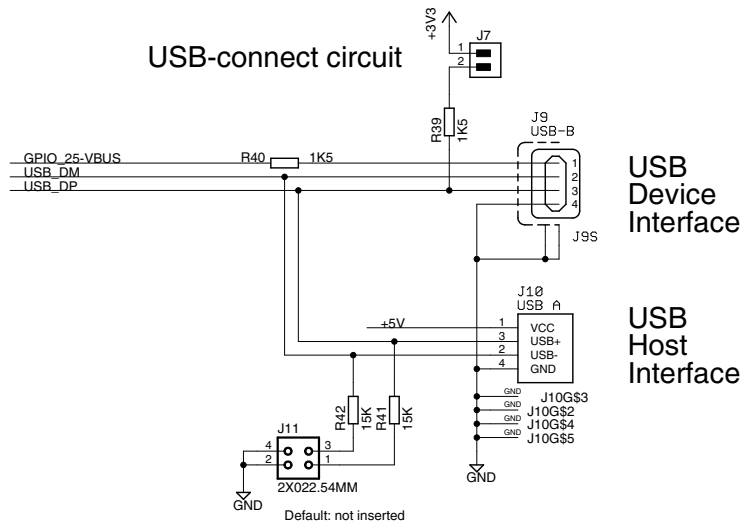 +3V3
J7
USB-connect circuit
1
2
R39
1K5
J9
USB-B
GPIO_25-VBUS
R40
1K5
1
USB_DM
2
USB_DP
3
4
USB
Device
Interface
J9S
J10
USB A
+5V
1
VCC
3
USB+
2
USB-
4
GND
USB
Host
Interface
GND
J10G$3
GND
J10G$2
GND
J10G$4
GND
J10G$5
R42
15K
R41
15K
J11
4
3
2
1
GND
2X022.54MM
GND
Default: not inserted